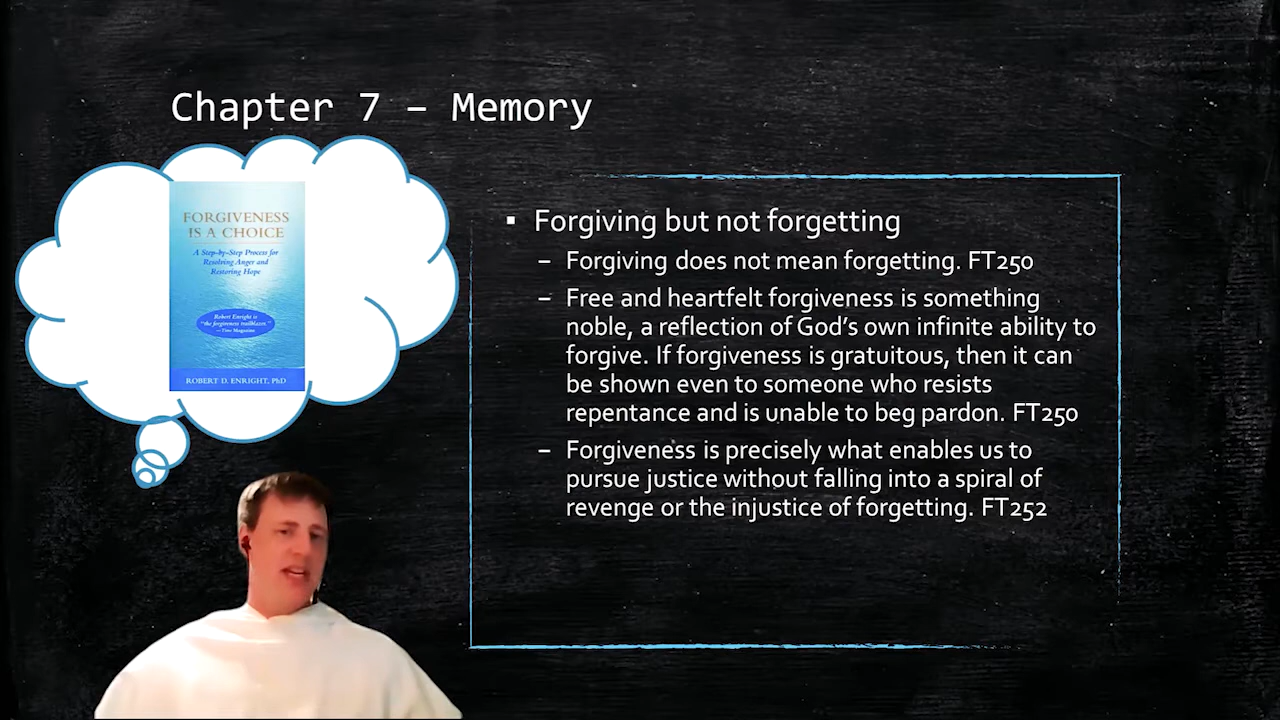 Chapter 7 – Memory
FORGIVENESS
IS A CHOICE
A Step-by-Step Process for
Resolving Anger and
Restoring Hope
Robert Enright is
"the forgiveness trailblazer."
—Time Magazine
ROBERT D. ENRIGHT, PhD
▪ Forgiving but not forgetting
– Forgiving does not mean forgetting. FT250
– Free and heartfelt forgiveness is something
noble, a reflection of God's own infinite ability to
forgive. If forgiveness is gratuitous, then it can
be shown even to someone who resists
repentance and is unable to beg pardon. FT250
– Forgiveness is precisely what enables us to
pursue justice without falling into a spiral of
revenge or the injustice of forgetting. FT252